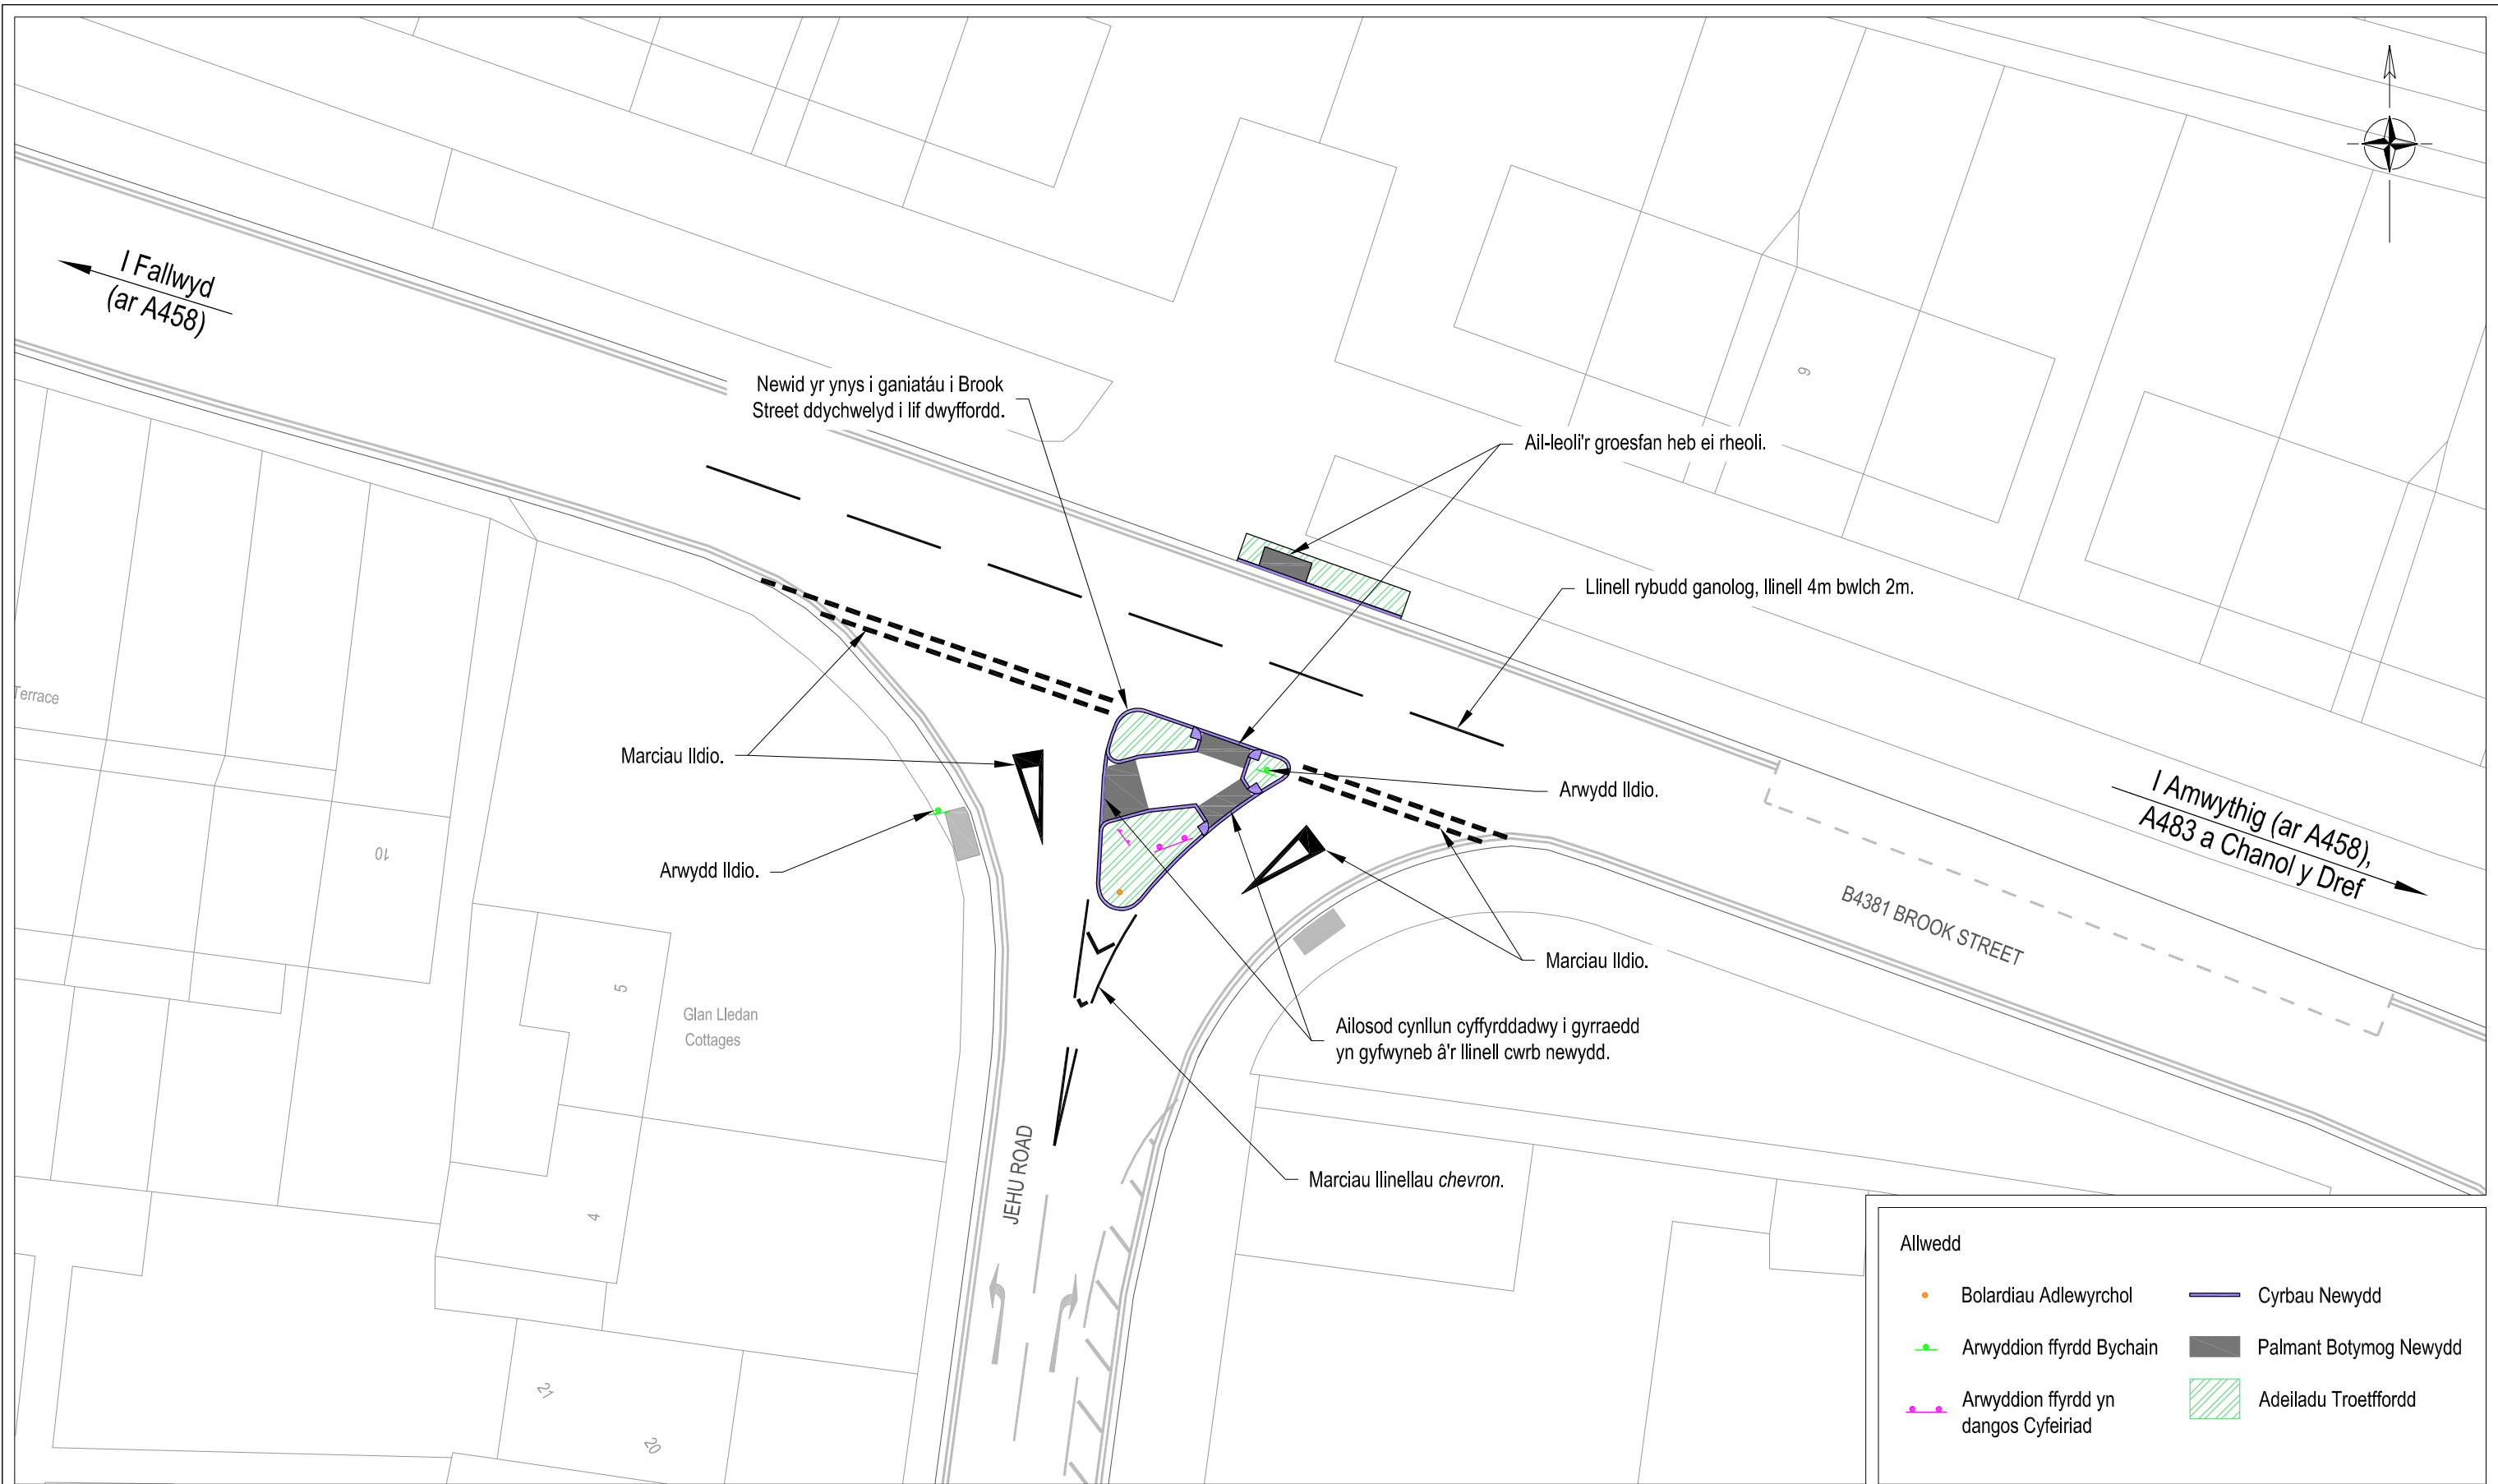 I Fallwyd
(ar A458)
Newid yr ynys i ganiatáu i Brook
Street ddychwelyd i lif dwyffordd.
Ail-leoli'r groesfan heb ei rheoli.
9
Llinell rybudd ganolog, llinell 4m bwlch 2m.
Terrace
Marciau Ildio.
Arwydd Ildio.
10
Arwydd Ildio.
I Amwythig (ar A458),
A483 a Chanol y Dref
B4381 BROOK STREET
Marciau Ildio.
5
Glan Lledan
Cottages
Ailosod cynllun cyffyrddadwy i gyrraedd
yn gyfwyneb â'r llinell cwrb newydd.
JEHU ROAD
Marciau llinellau chevron.
4
21
20
Allwedd
Bolardiau Adlewyrchol
Cyrbau Newydd
Arwyddion ffyrdd Bychain
Palmant Botymog Newydd
Arwyddion ffyrdd yn
dangos Cyfeiriad
Adeiladu Troetffordd